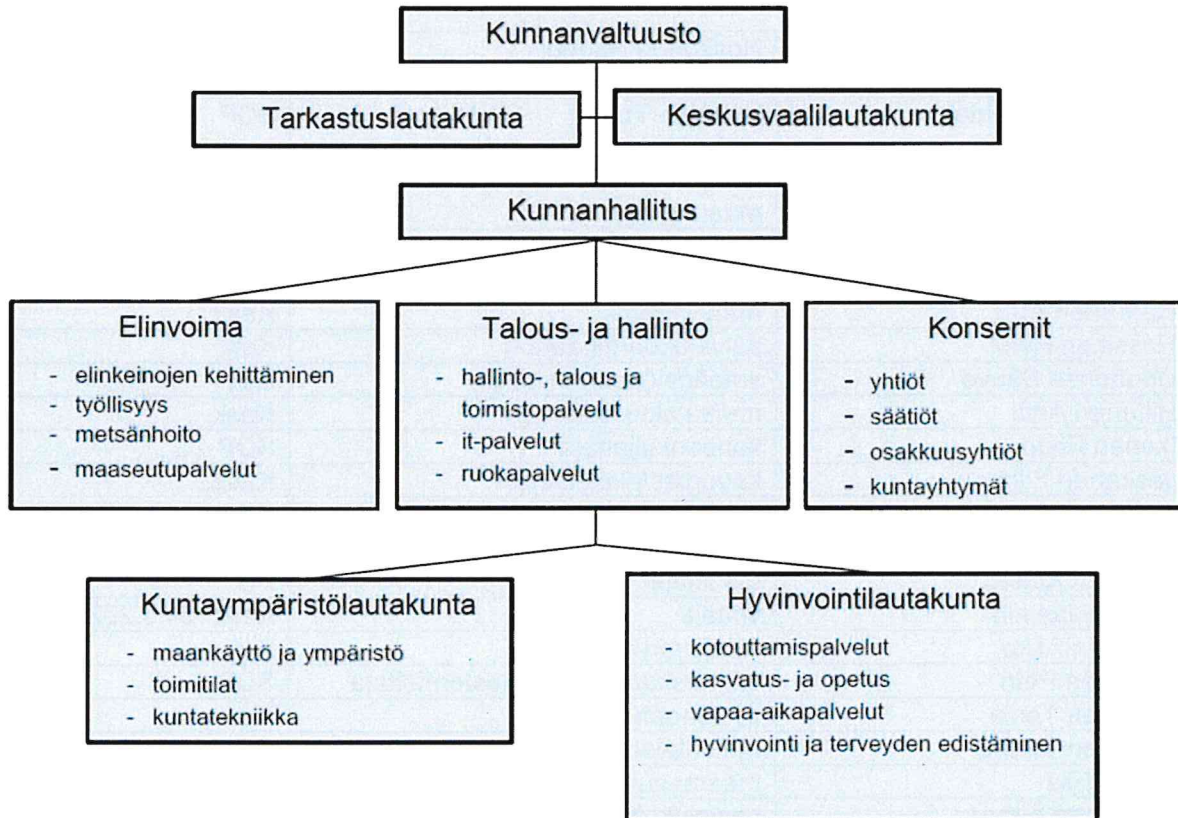 Kunnanvaltuusto
Tarkastuslautakunta
Keskusvaalilautakunta
Kunnanhallitus
Elinvoima
- elinkeinojen kehittäminen
- työllisyys
- metsänhoito
- maaseutupalvelut
Talous- ja hallinto
- hallinto-, talous ja
toimistopalvelut
- it-palvelut
- ruokapalvelut
Konsernit
- yhtiöt
- säätiöt
- osakkuusyhtiöt
- kuntayhtymät
Kuntaympäristölautakunta
- maankäyttö ja ympäristö
- toimitilat
- kuntatekniikka
Hyvinvointilautakunta
- kotouttamispalvelut
- kasvatus- ja opetus
- vapaa-aikapalvelut
- hyvinvointi ja terveyden edistäminen